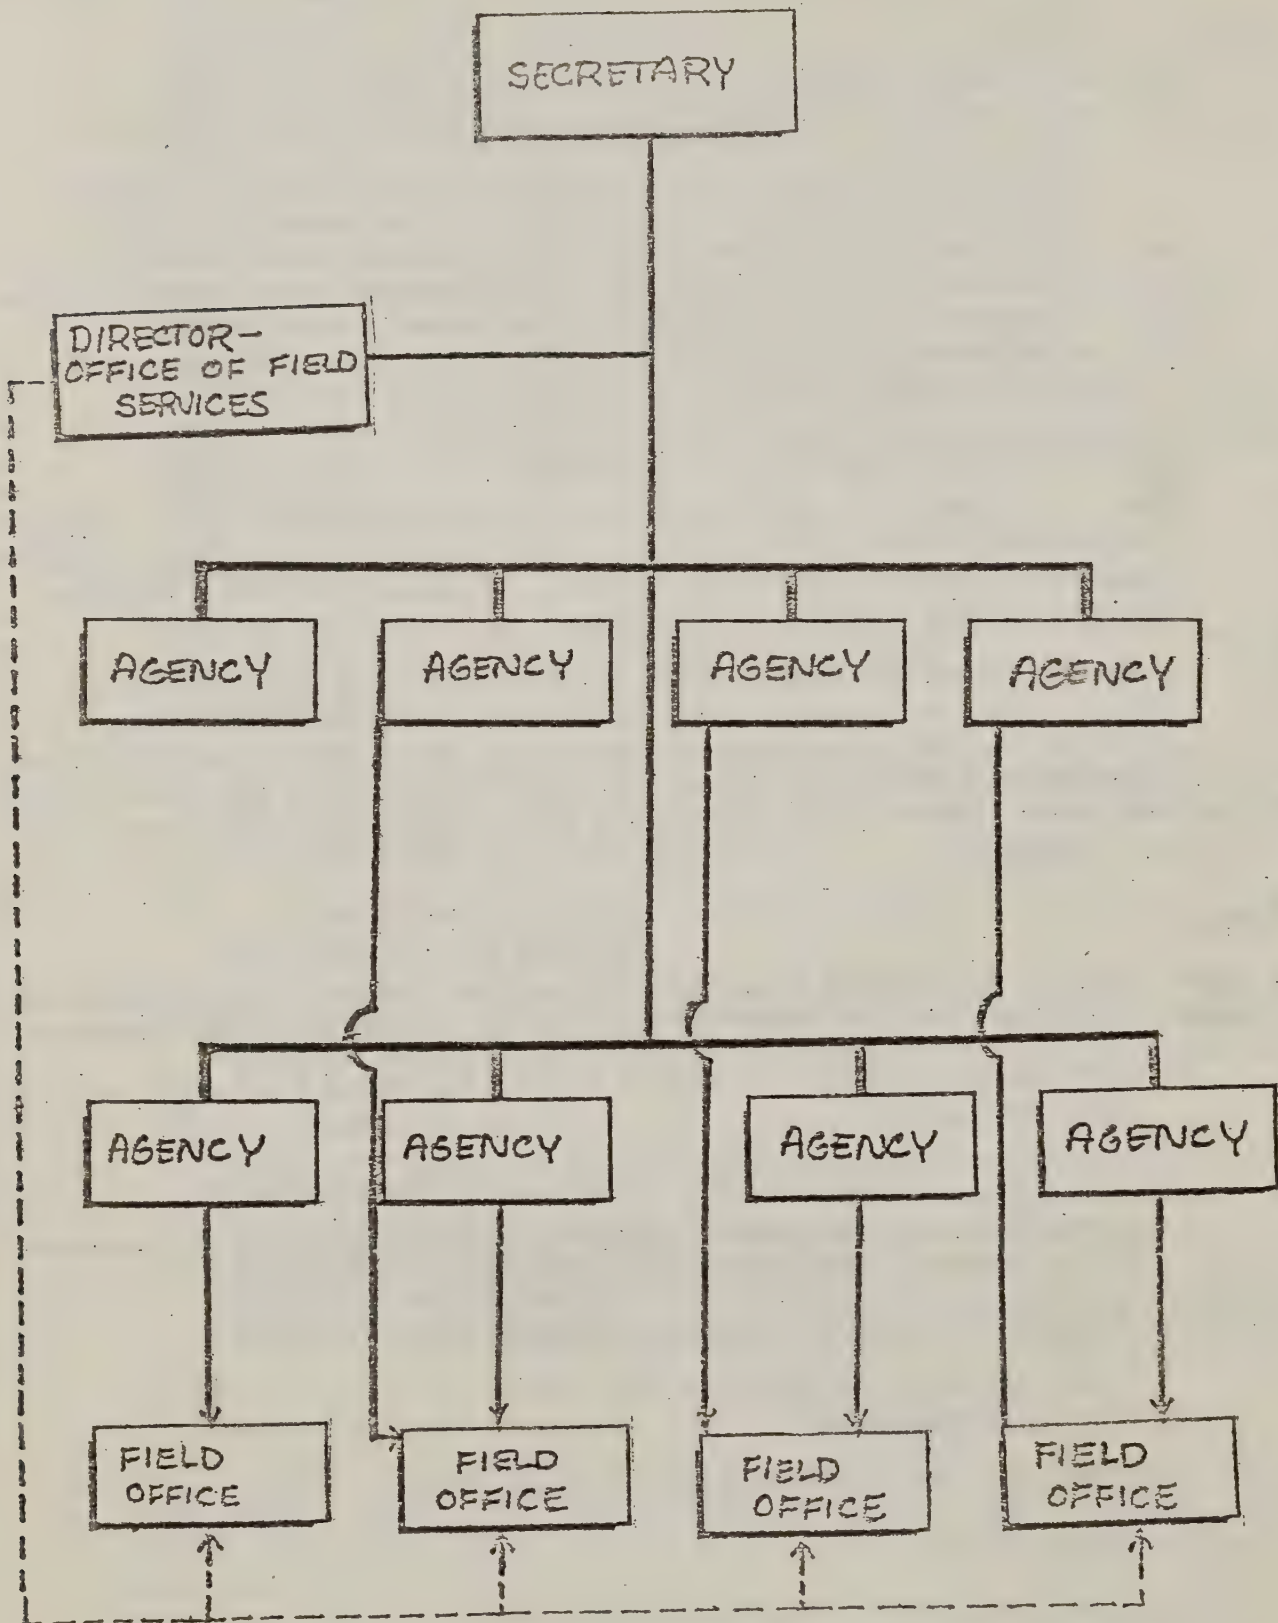 SECRETARY
DIRECTOR-
OFFICE OF FIELD
SERVICES
AGENCY
AGENCY
AGENCY
AGENCY
AGENCY
AGENCY
AGENCY
AGENCY
FIELD
OFFICE
FIELD
OFFICE
FIELD
OFFICE
FIELD
OFFICE